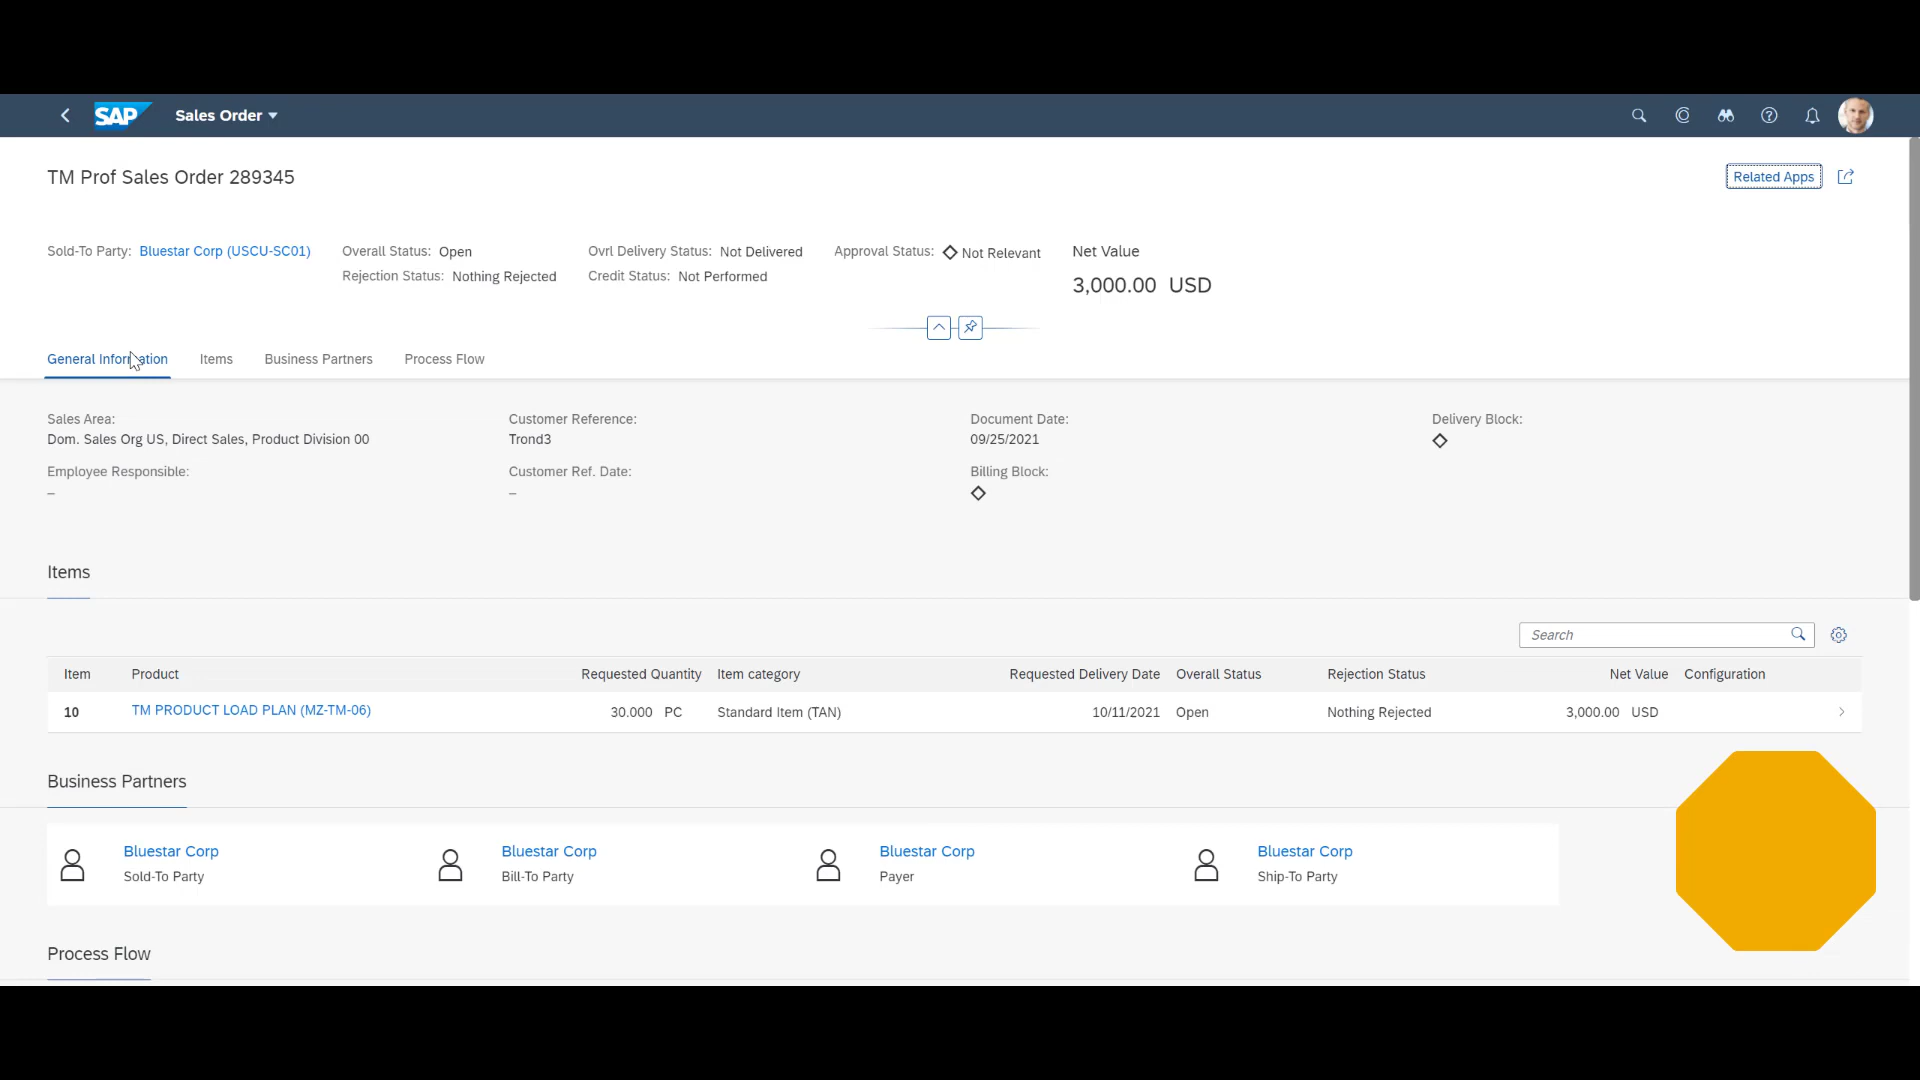 SAP Sales Order
TM Prof Sales Order 289345
Related Apps
Sold-To Party: Bluestar Corp (USCU-SC01)
Overall Status: Open
Rejection Status: Nothing Rejected
Ovrl Delivery Status: Not Delivered
Credit Status: Not Performed
Approval Status: Not Relevant
Net Value
3,000.00 USD
General Information Items Business Partners Process Flow
Sales Area:
Dom. Sales Org US, Direct Sales, Product Division 00
Employee Responsible:
–
Customer Reference:
Trond3
Customer Ref. Date:
–
Document Date:
09/25/2021
Billing Block:
Delivery Block:
Items
Search
Item Product Requested Quantity Item category Requested Delivery Date Overall Status Rejection Status Net Value Configuration
10 TM PRODUCT LOAD PLAN (MZ-TM-06) 30.000 PC Standard Item (TAN) 10/11/2021 Open Nothing Rejected 3,000.00 USD
Business Partners
Bluestar Corp
Sold-To Party
Bluestar Corp
Bill-To Party
Bluestar Corp
Payer
Bluestar Corp
Ship-To Party
Process Flow